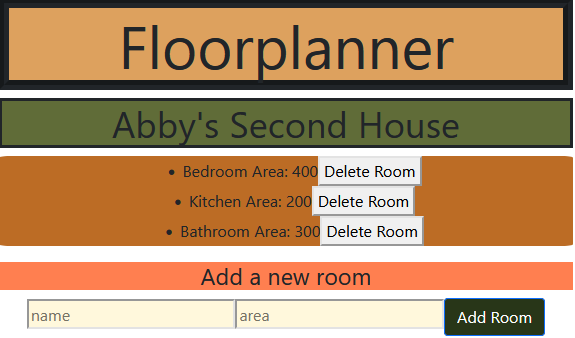 Floorplanner
Abby's Second House
• Bedroom Area: 400 Delete Room
• Kitchen Area: 200 Delete Room
• Bathroom Area: 300 Delete Room
Add a new room
name area Add Room